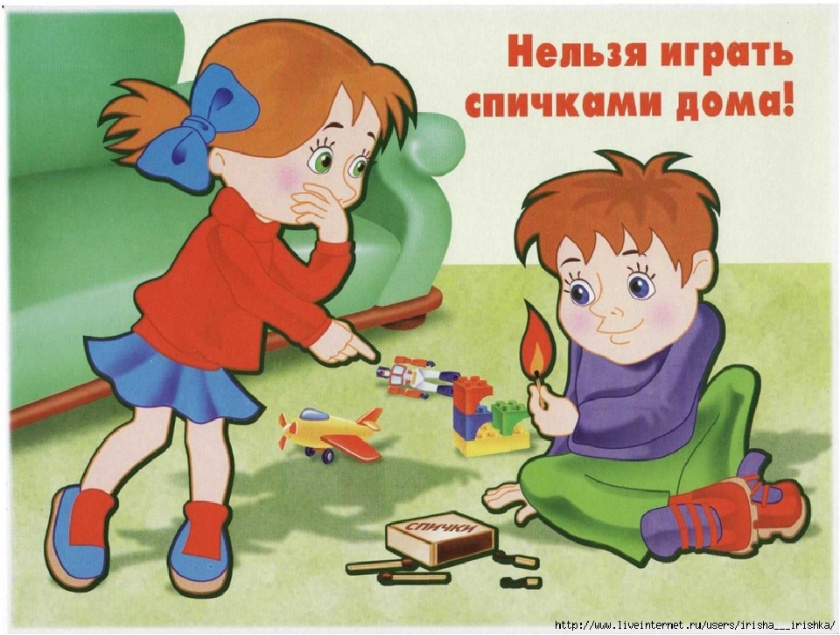 Нельзя играть
спичками дома!
СПИЧКИ
http://www.liveinternet.ru/users/irisha___irishka/